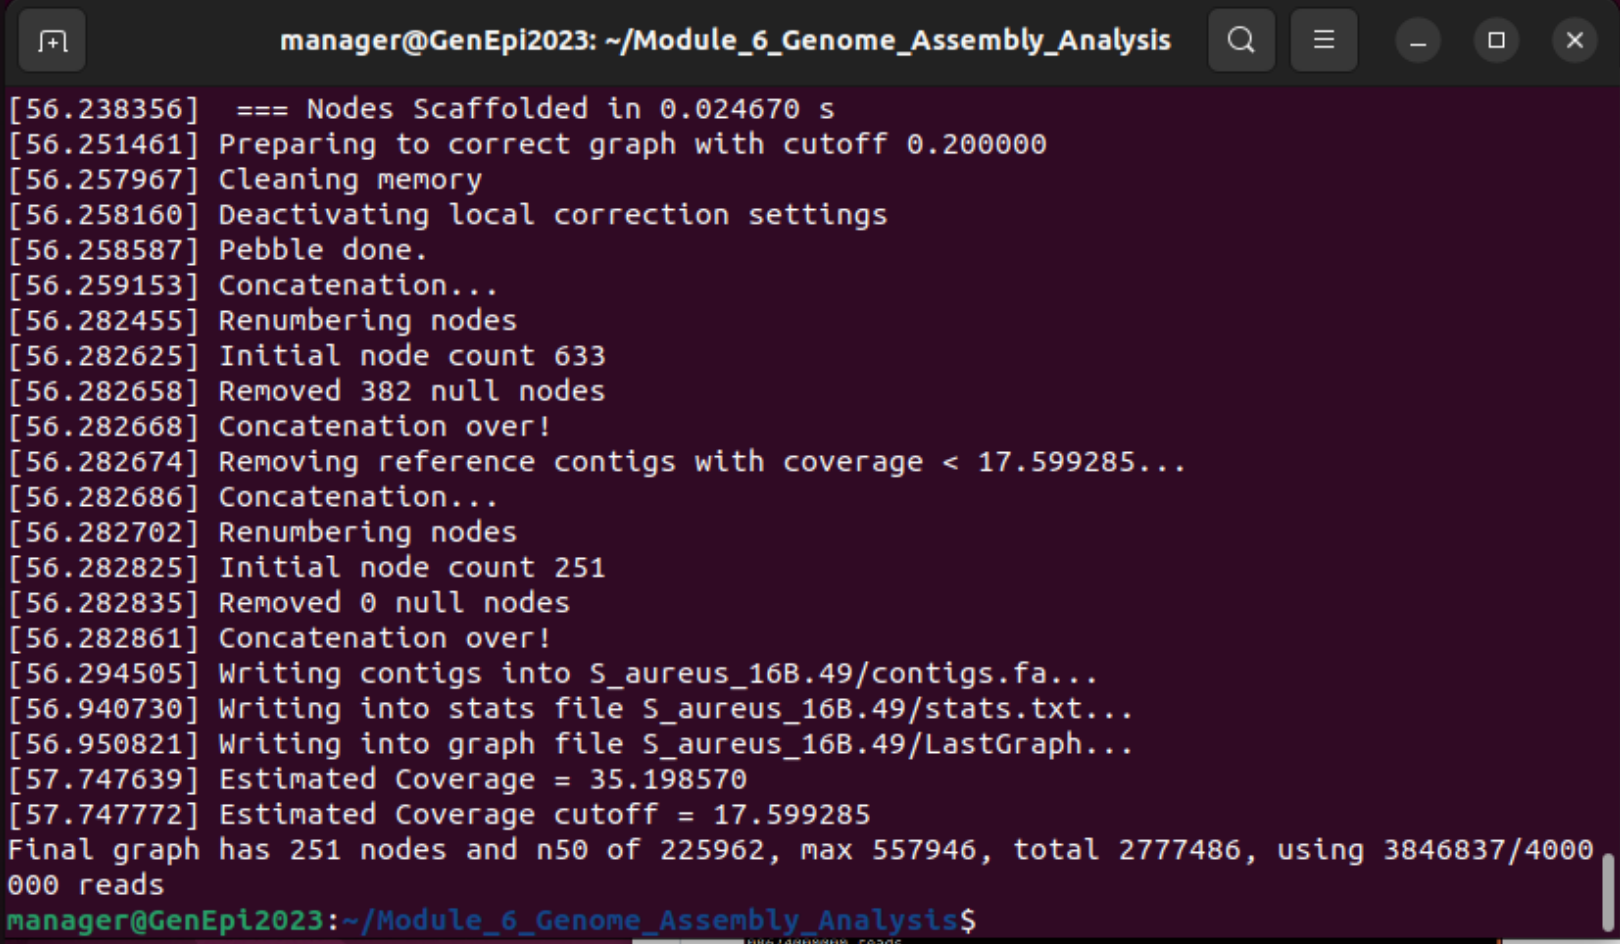 manager@GenEpi2023: ~/Module_6_Genome_Assembly_Analysis
[56.238356]  === Nodes Scaffolded in 0.024670 s
[56.251461] Preparing to correct graph with cutoff 0.200000
[56.257967] Cleaning memory
[56.258160] Deactivating local correction settings
[56.258587] Pebble done.
[56.259153] Concatenation...
[56.282455] Renumbering nodes
[56.282625] Initial node count 633
[56.282658] Removed 382 null nodes
[56.282668] Concatenation over!
[56.282674] Removing reference contigs with coverage < 17.599285...
[56.282686] Concatenation...
[56.282702] Renumbering nodes
[56.282825] Initial node count 251
[56.282835] Removed 0 null nodes
[56.282861] Concatenation over!
[56.294505] Writing contigs into S_aureus_16B.49/contigs.fa...
[56.940730] Writing into stats file S_aureus_16B.49/stats.txt...
[56.950821] Writing into graph file S_aureus_16B.49/LastGraph...
[57.747639] Estimated Coverage = 35.198570
[57.747772] Estimated Coverage cutoff = 17.599285
Final graph has 251 nodes and n50 of 225962, max 557946, total 2777486, using 3846837/4000
000 reads
manager@GenEpi2023:~/Module_6_Genome_Assembly_Analysis$